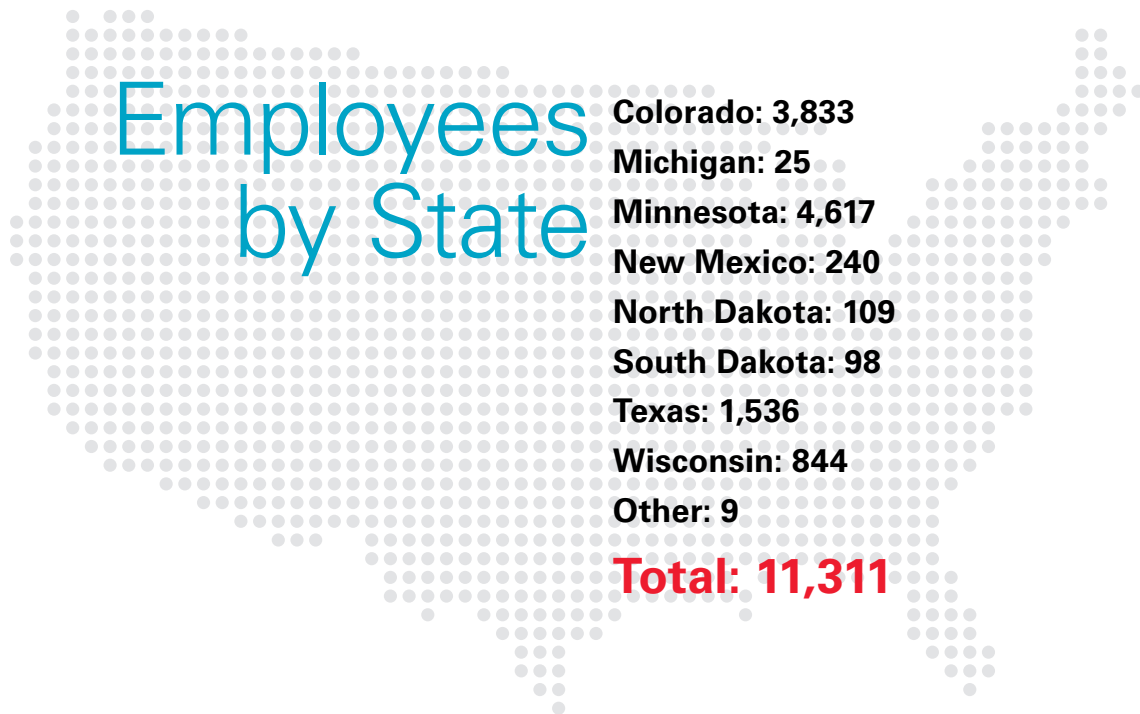 Employees
by State
Colorado: 3,833
Michigan: 25
Minnesota: 4,617
New Mexico: 240
North Dakota: 109
South Dakota: 98
Texas: 1,536
Wisconsin: 844
Other: 9
Total: 11,311